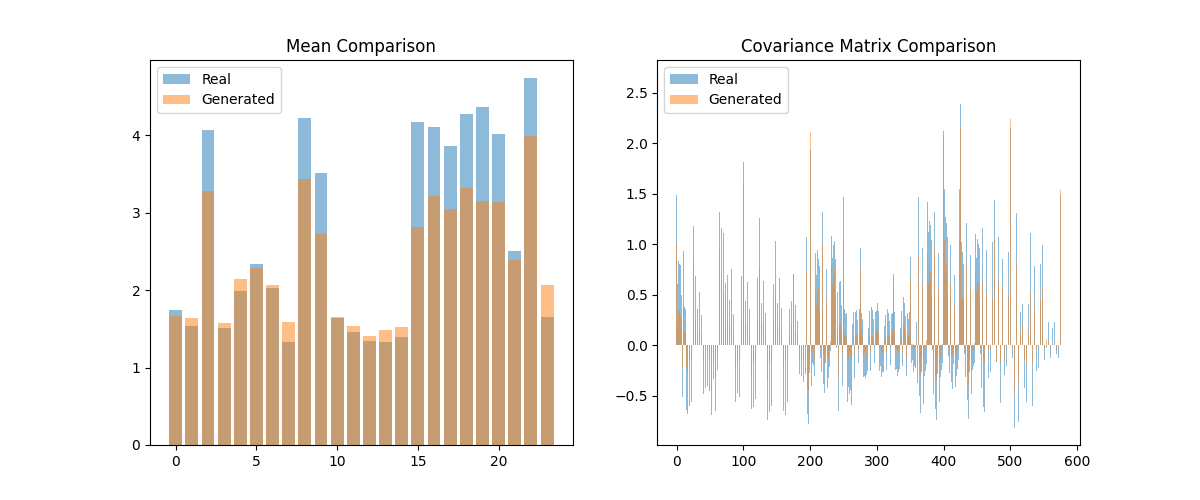 Mean Comparison
Real
Generated
4
3
2
1
0
0 5 10 15 20
Covariance Matrix Comparison
Real
Generated
2.5
2.0
1.5
1.0
0.5
0.0
−0.5
0 100 200 300 400 500 600